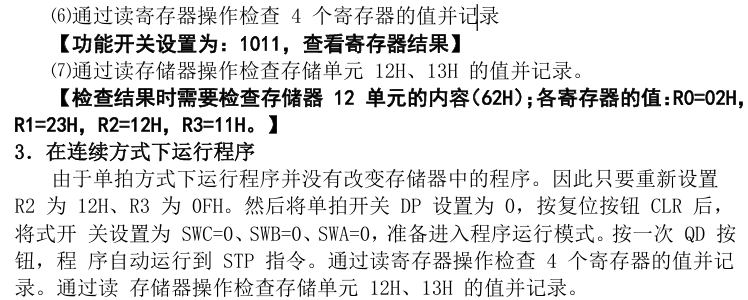 ⑹通过读寄存器操作检查 4 个寄存器的值并记录
【功能开关设置为：1011，查看寄存器结果】
⑺通过读存储器操作检查存储单元 12H、13H 的值并记录。
【检查结果时需要检查存储器 12 单元的内容(62H)；各寄存器的值：R0=02H，
R1=23H，R2=12H，R3=11H。】
3．在连续方式下运行程序
由于单拍方式下运行程序并没有改变存储器中的程序。因此只要重新设置
R2 为 12H、R3 为 0FH。然后将单拍开关 DP 设置为 0，按复位按钮 CLR 后，
将式开 关设置为 SWC=0、SWB=0、SWA=0，准备进入程序运行模式。按一次 QD 按
钮，程 序自动运行到 STP 指令。通过读寄存器操作检查 4 个寄存器的值并记
录。通过读 存储器操作检查存储单元 12H、13H 的值并记录。